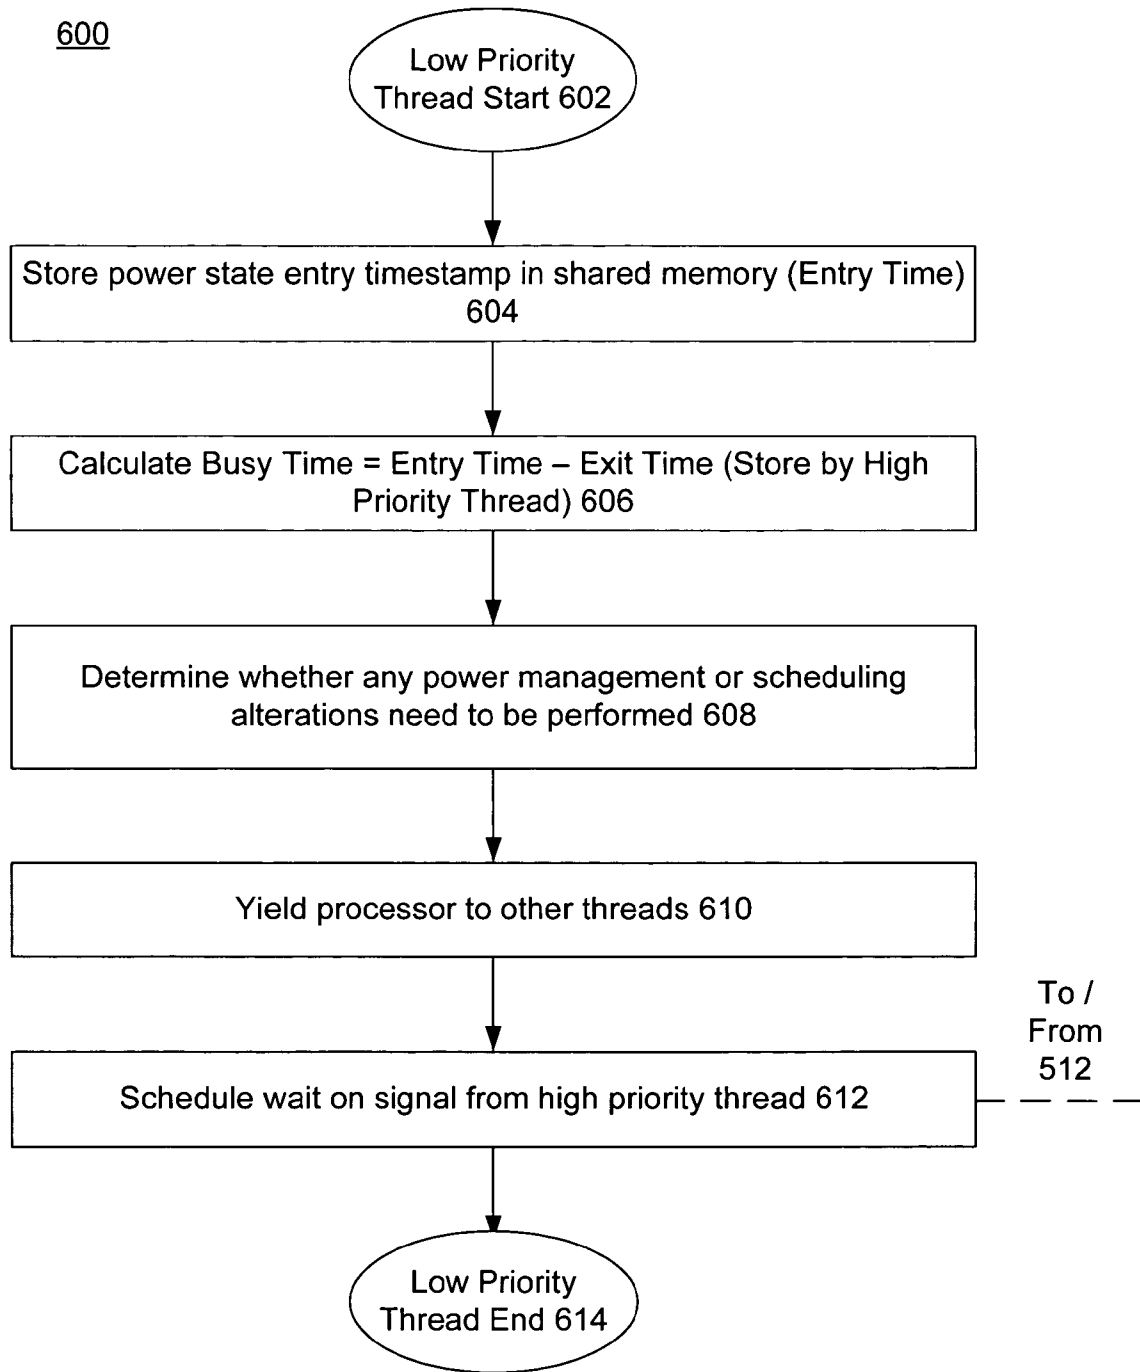 600
Low Priority
Thread Start 602
Store power state entry timestamp in shared memory (Entry Time)
604
Calculate Busy Time = Entry Time – Exit Time (Store by High
Priority Thread) 606
Determine whether any power management or scheduling
alterations need to be performed 608
Yield processor to other threads 610
To /
From
512
Schedule wait on signal from high priority thread 612
Low Priority
Thread End 614